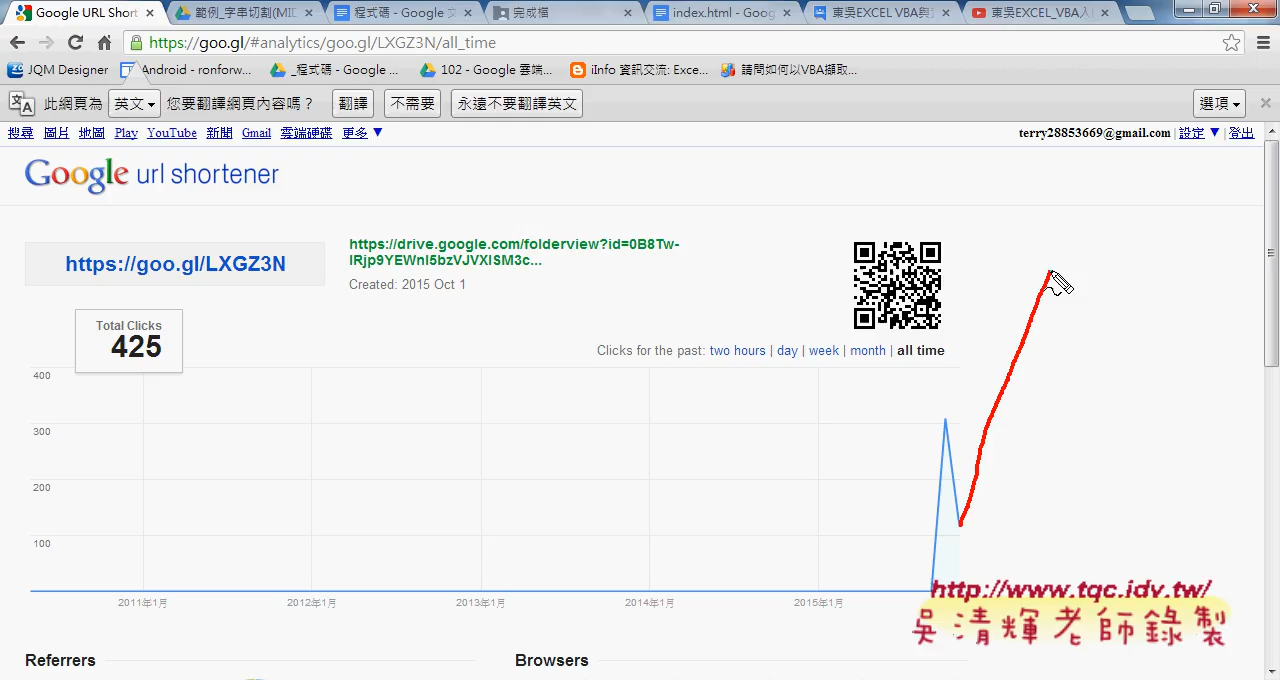 Google URL Short
範例_字串切割(MID
程式碼 - Google 文
完成檔
index.html - Goog
東吳EXCEL VBA與
東吳EXCEL_VBA入
https://goo.gl/#analytics/goo.gl/LXGZ3N/all_time
JQM Designer
Android - ronforw...
_程式碼 - Google ...
102 - Google 雲端...
iInfo 資訊交流: Exce...
請問如何以VBA擷取...
此網頁為 英文 您要翻譯網頁內容嗎？ 翻譯 不需要 永遠不要翻譯英文 選項
搜尋 圖片 地圖 Play YouTube 新聞 Gmail 雲端硬碟 更多 ▼
terry28853669@gmail.com | 設定 ▼ | 登出
Google url shortener
https://goo.gl/LXGZ3N
https://drive.google.com/folderview?id=0B8Tw-
IRjp9YEWnI5bzVJVXlSM3c...
Created: 2015 Oct 1
Total Clicks
425
Clicks for the past: two hours | day | week | month | all time
400
300
200
100
2011年1月
2012年1月
2013年1月
2014年1月
2015年1月
http://www.tqc.idv.tw/
吳清輝老師錄製
Referrers
Browsers